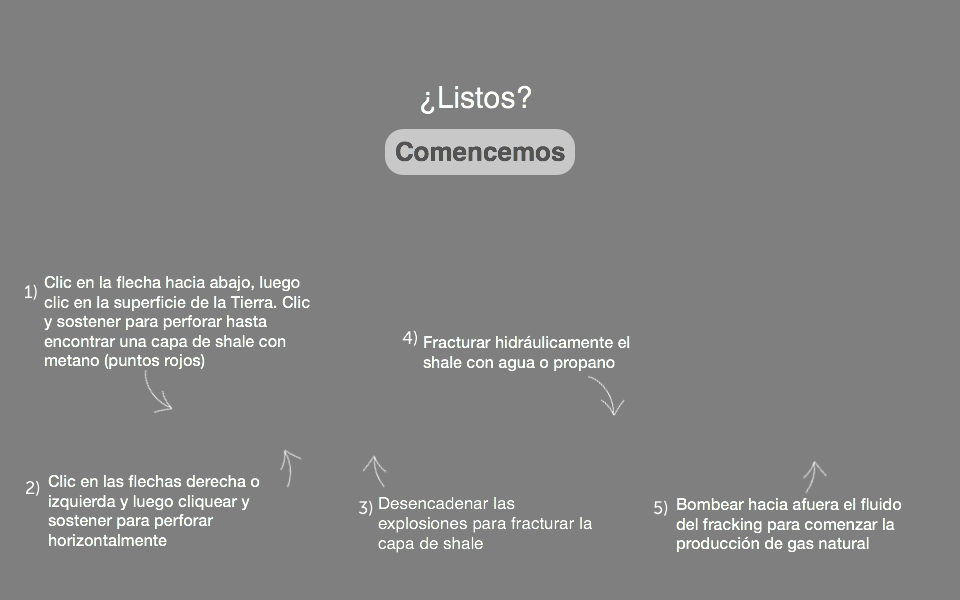 ¿Listos?
Comencemos
1) Clic en la flecha hacia abajo, luego
clic en la superficie de la Tierra. Clic
y sostener para perforar hasta
encontrar una capa de shale con
metano (puntos rojos)
2) Clic en las flechas derecha o
izquierda y luego cliquear y
sostener para perforar
horizontalmente
3) Desencadenar las
explosiones para fracturar la
capa de shale
4) Fracturar hidráulicamente el
shale con agua o propano
5) Bombear hacia afuera el fluido
del fracking para comenzar la
producción de gas natural